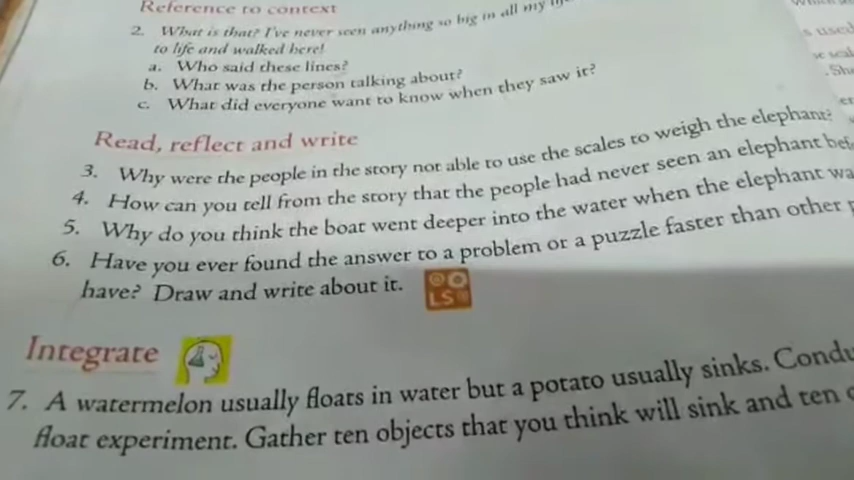 Reference to context
2. What is that? I've never seen anything so big in all my
to life and walked here!
a. Who said these lines?
b. What was the person talking about?
c. What did everyone want to know when they saw it?
Read, reflect and write
3. Why were the people in the story not able to use the scales to weigh the elephant?
4. How can you tell from the story that the people had never seen an elephant
5. Why do you think the boat went deeper into the water when the elephant
6. Have you ever found the answer to a problem or a puzzle faster than other
have? Draw and write about it.
LS
Integrate
7. A watermelon usually floats in water but a potato usually sinks.
float experiment. Gather ten objects that you think will sink and ten
used